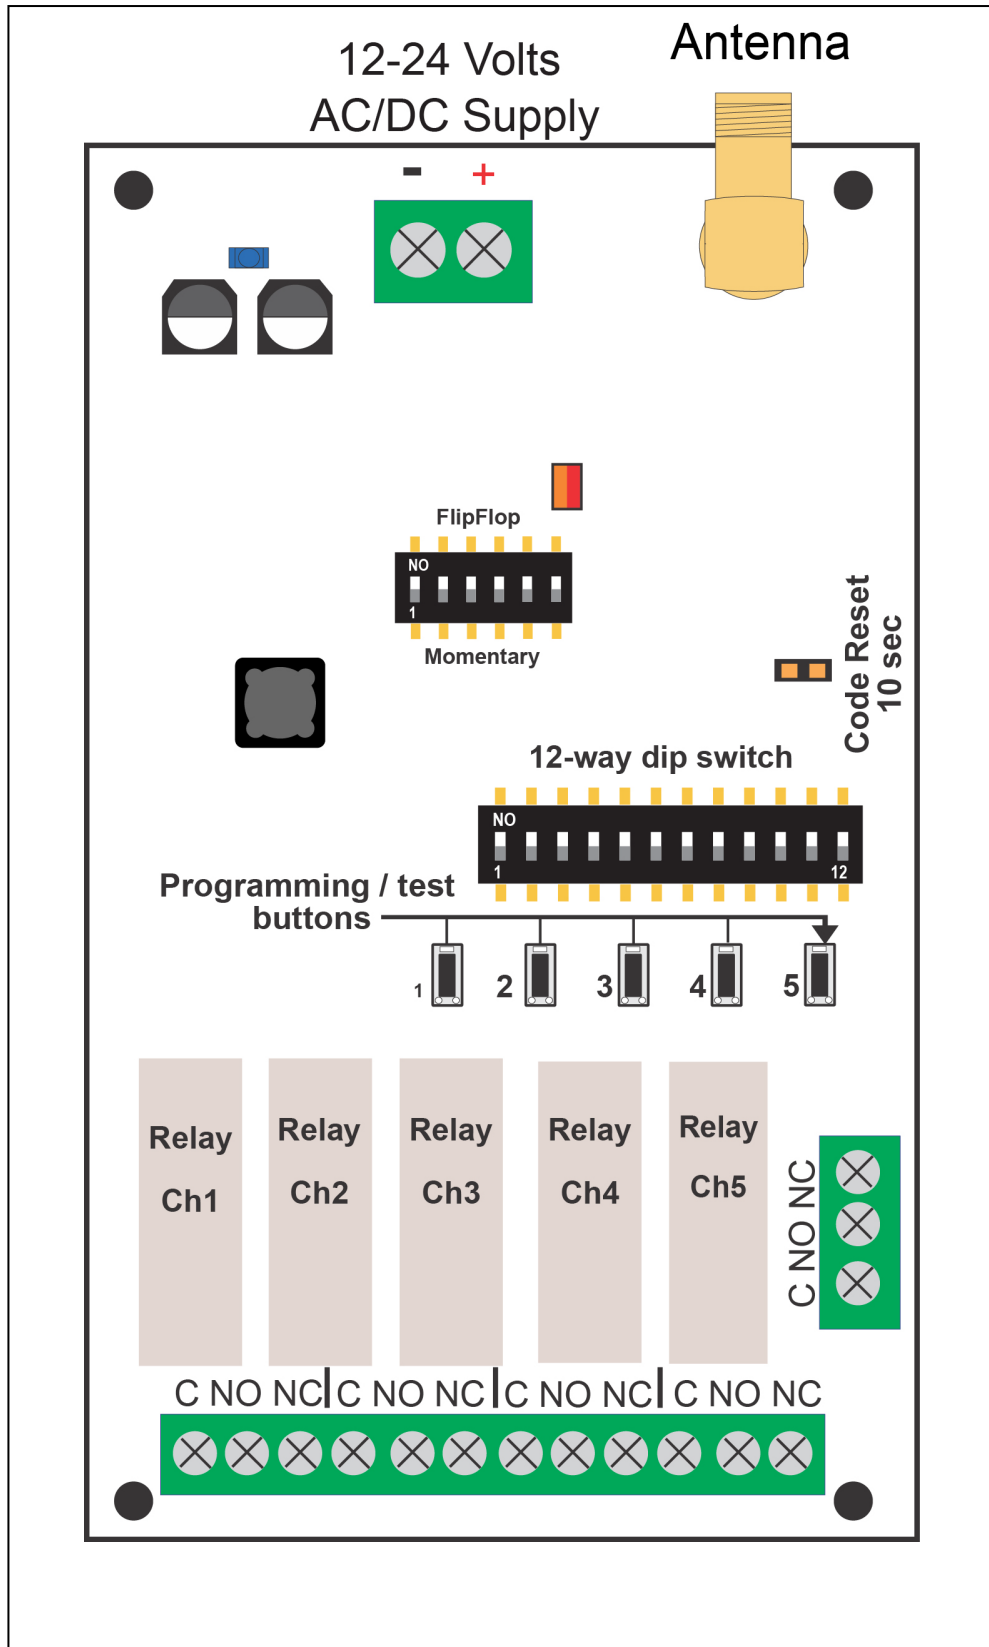 12-24 Volts
AC/DC Supply
Antenna
- +
FlipFlop
NO
1
Momentary
Code Reset
10 sec
12-way dip switch
NO
1 12
Programming / test
buttons
1 2 3 4 5
Relay
Ch1
Relay
Ch2
Relay
Ch3
Relay
Ch4
Relay
Ch5
C NO NC
C NO NC C NO NC C NO NC C NO NC